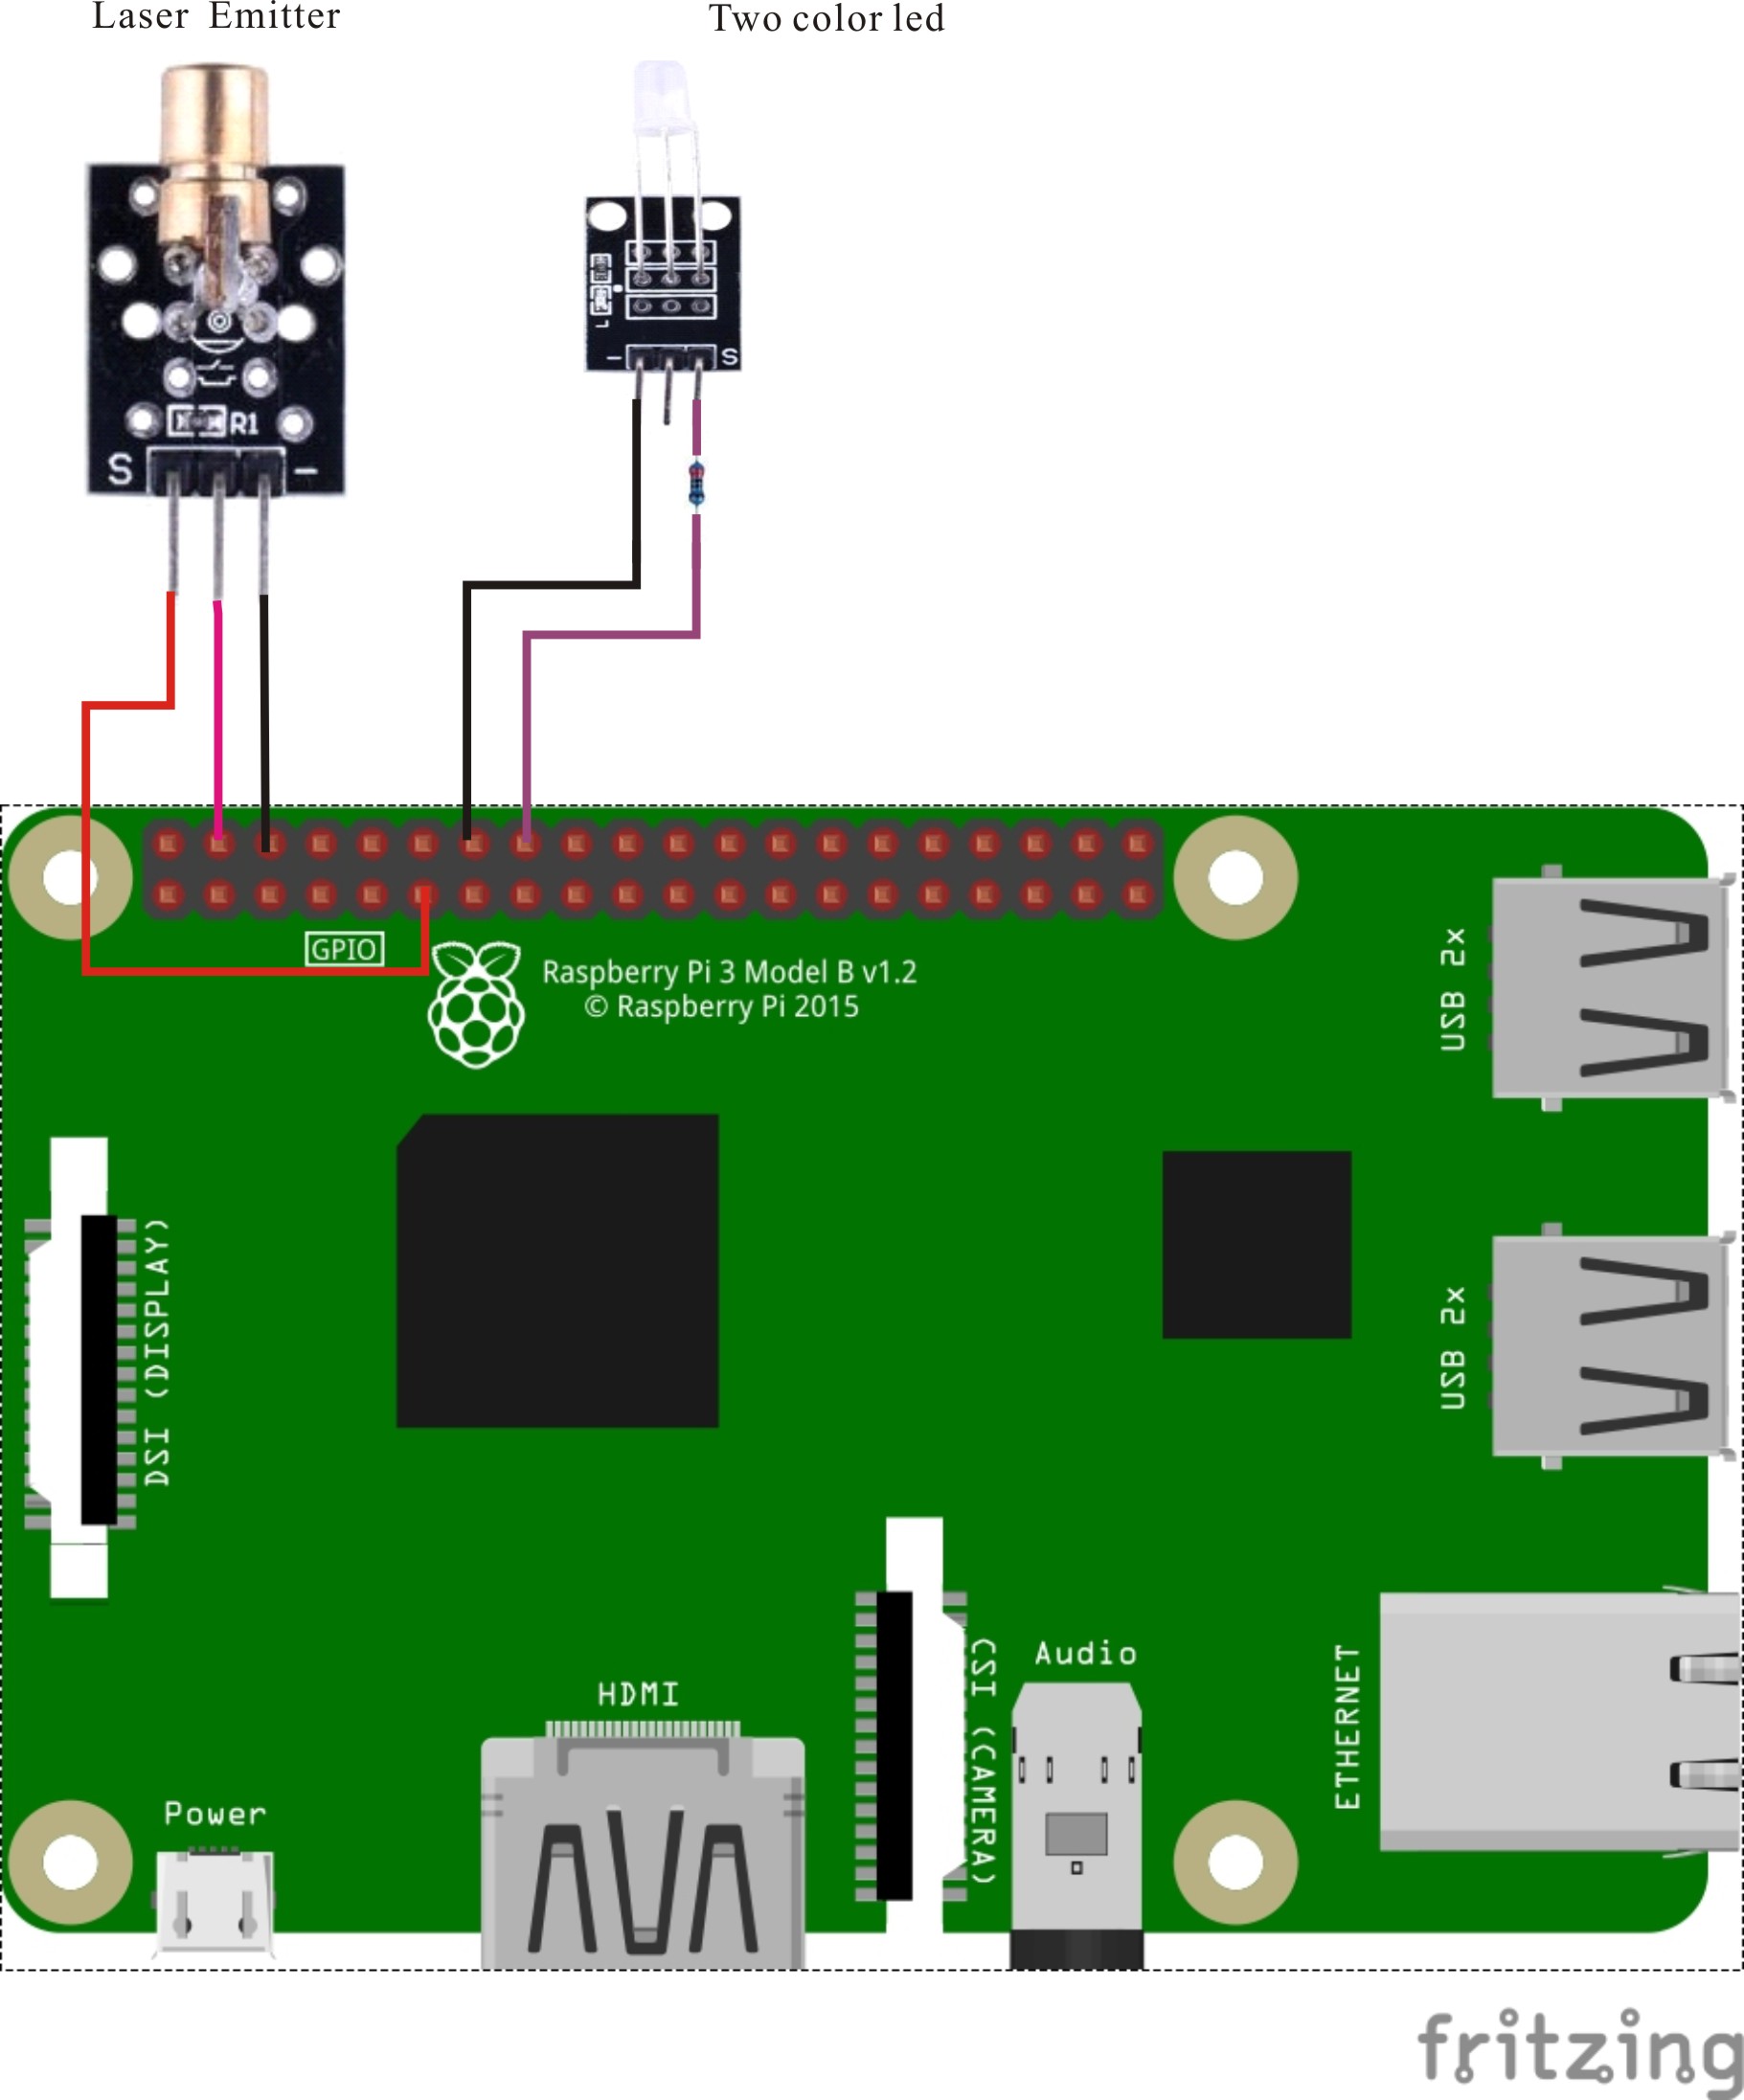 Laser Emitter
Two color led
R1
S
-
L
-
S
GPIO
Raspberry Pi 3 Model B v1.2
© Raspberry Pi 2015
USB 2x
DSI (DISPLAY)
USB 2x
HDMI
CSI (CAMERA)
Audio
ETHERNET
Power
fritzing